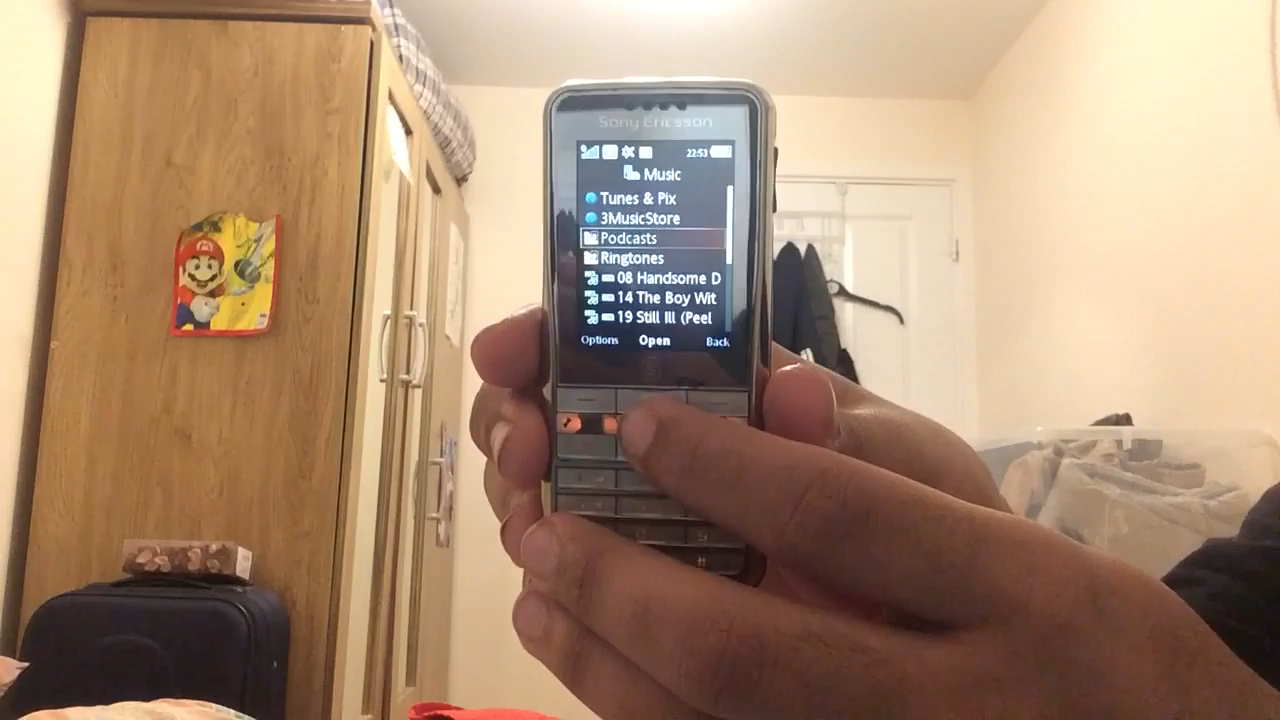 Sony Ericsson
22:53
Music
Tunes & Pix
3MusicStore
Podcasts
Ringtones
08 Handsome D
14 The Boy Wit
19 Still Ill (Peel
Options Open Back
#